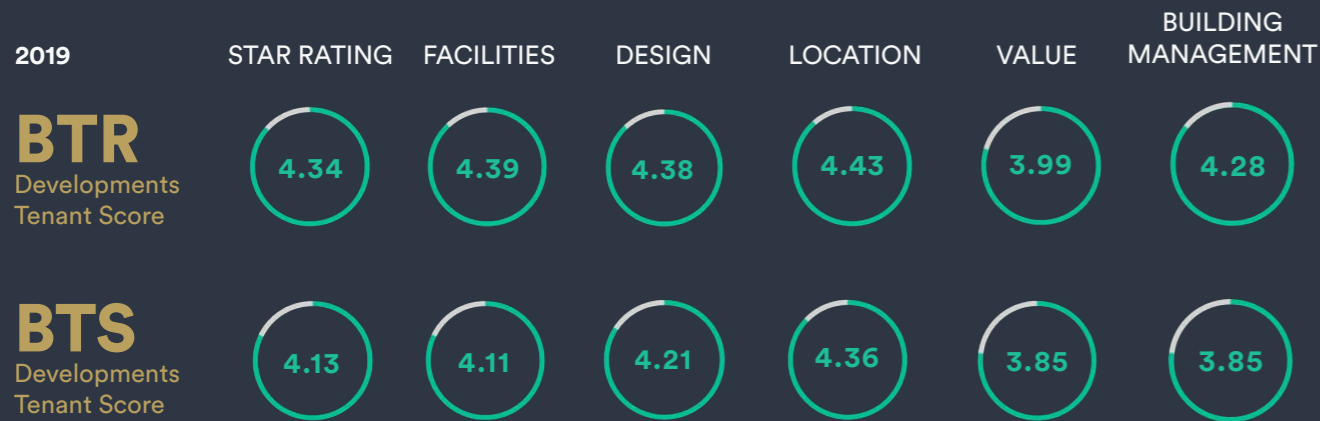 BUILDING
2019 STAR RATING FACILITIES DESIGN LOCATION VALUE MANAGEMENT
BTR
4.34 4.39 4.38 4.43 3.99 4.28
Developments
Tenant Score
BTS
4.13 4.11 4.21 4.36 3.85 3.85
Developments
Tenant Score